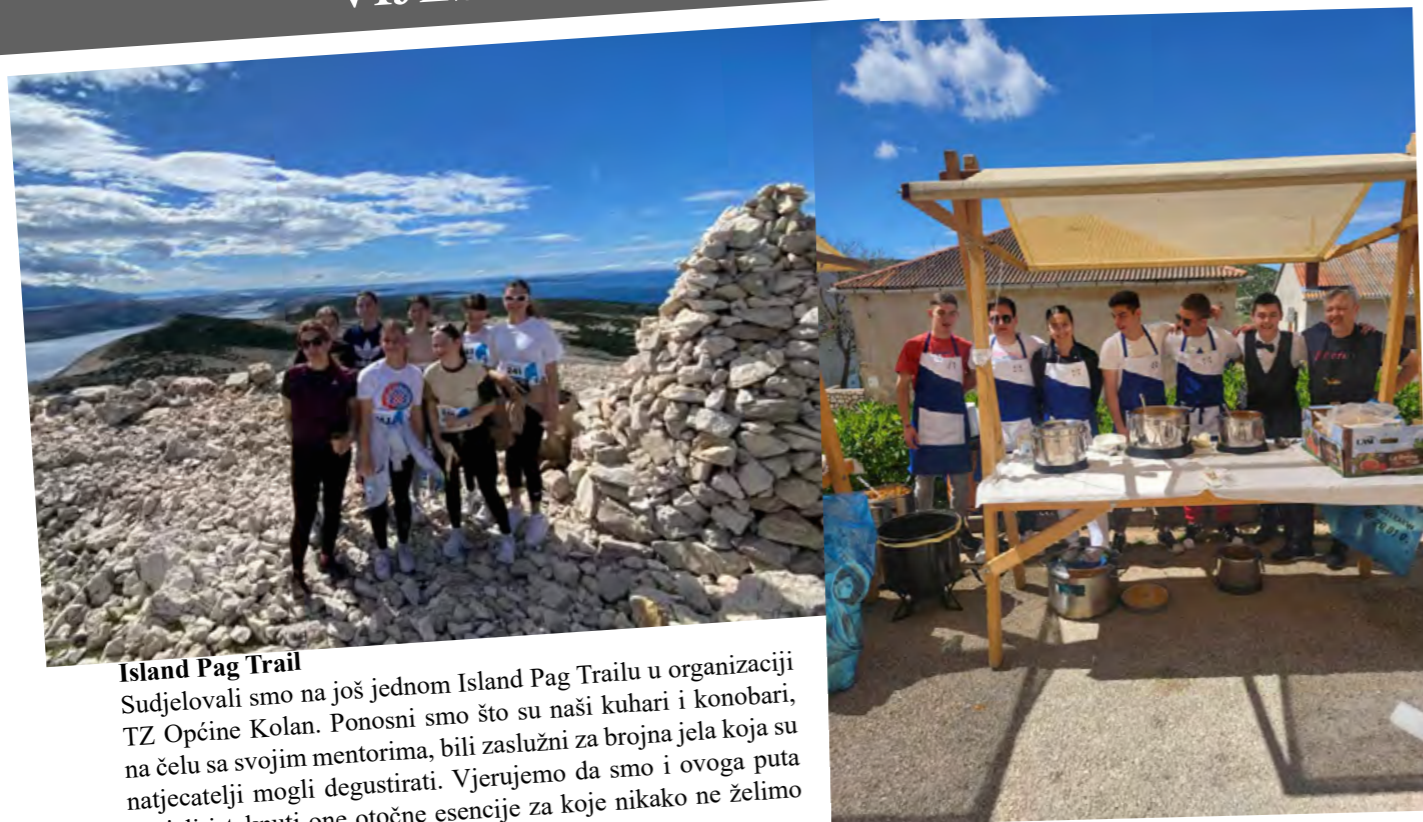 Island Pag Trail
Sudjelovali smo na još jednom Island Pag Trailu u organizaciji
TZ Općine Kolan. Ponosni smo što su naši kuhari i konobari,
na čelu sa svojim mentorima, bili zaslužni za brojna jela koja su
natjecatelji mogli degustirati. Vjerujemo da smo i ovoga puta
one otočne esencije za koje nikako ne želimo
241